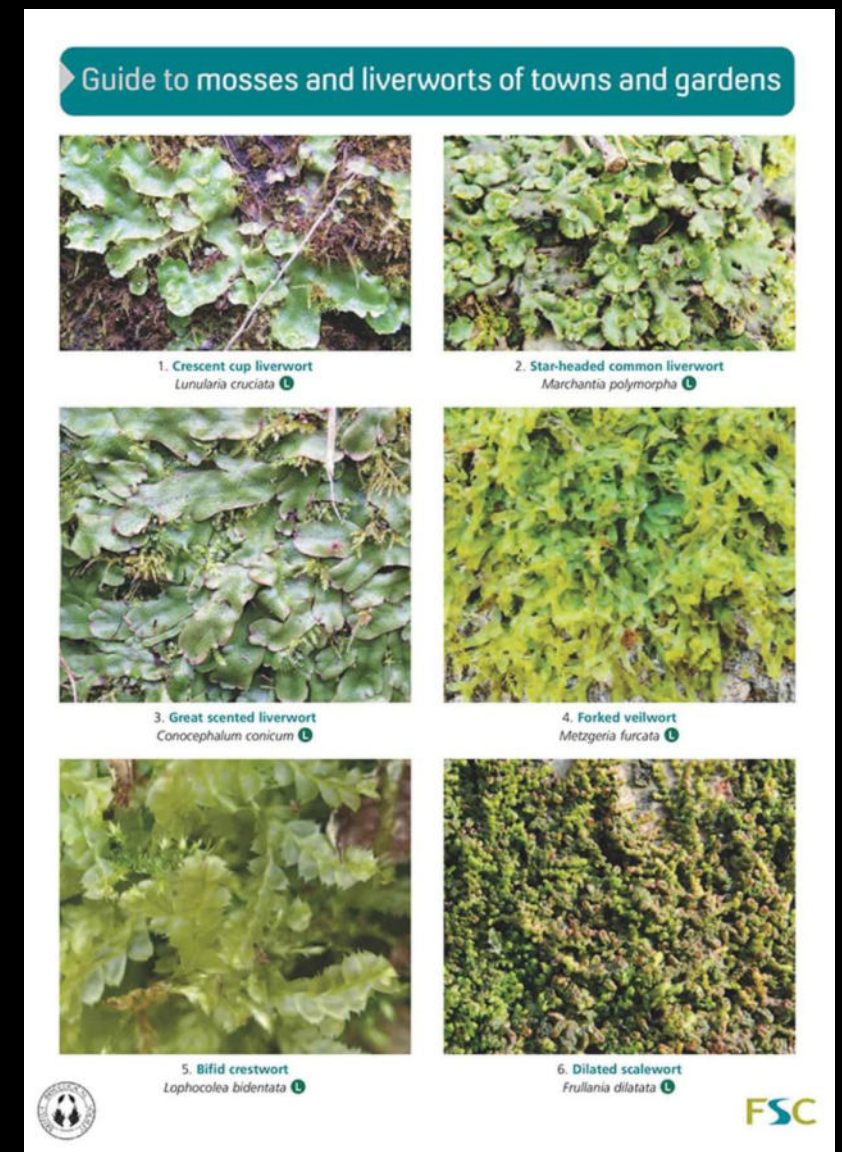 Guide to mosses and liverworts of towns and gardens
1. Crescent cup liverwort
Lunularia cruciata L
2. Star-headed common liverwort
Marchantia polymorpha L
3. Great scented liverwort
Conocephalum conicum L
4. Forked veilwort
Metzgeria furcata L
5. Bifid crestwort
Lophocolea bidentata L
6. Dilated scalewort
Frullania dilatata L
FSC